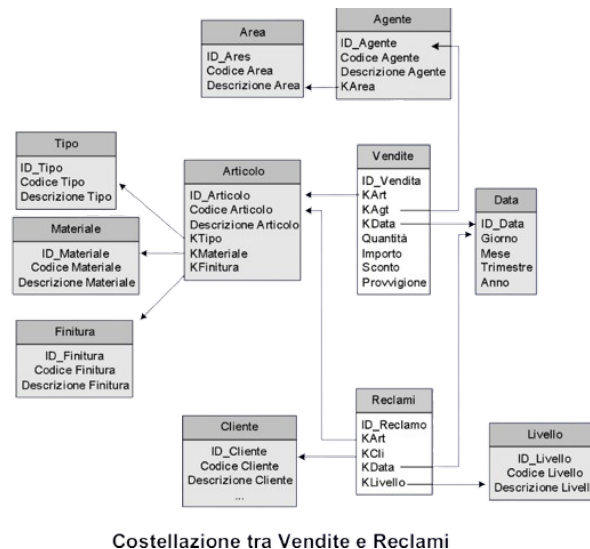 Area
ID_Ares
Codice Area
Descrizione Area
Agente
ID_Agente
Codice Agente
Descrizione Agente
KArea
Tipo
ID_Tipo
Codice Tipo
Descrizione Tipo
Articolo
ID_Articolo
Codice Articolo
Descrizione Articolo
KTipo
KMateriale
KFinitura
Vendite
ID_Vendita
KArt
KAgt
KData
Quantità
Importo
Sconto
Provvigione
Data
ID_Data
Giorno
Mese
Trimestre
Anno
Materiale
ID_Materiale
Codice Materiale
Descrizione Materiale
Finitura
ID_Finitura
Codice Finitura
Descrizione Finitura
Cliente
ID_Cliente
Codice Cliente
Descrizione Cliente
...
Reclami
ID_Reclamo
KArt
KCli
KData
KLivello
Livello
ID_Livello
Codice Livello
Descrizione Livell
Costellazione tra Vendite e Reclami